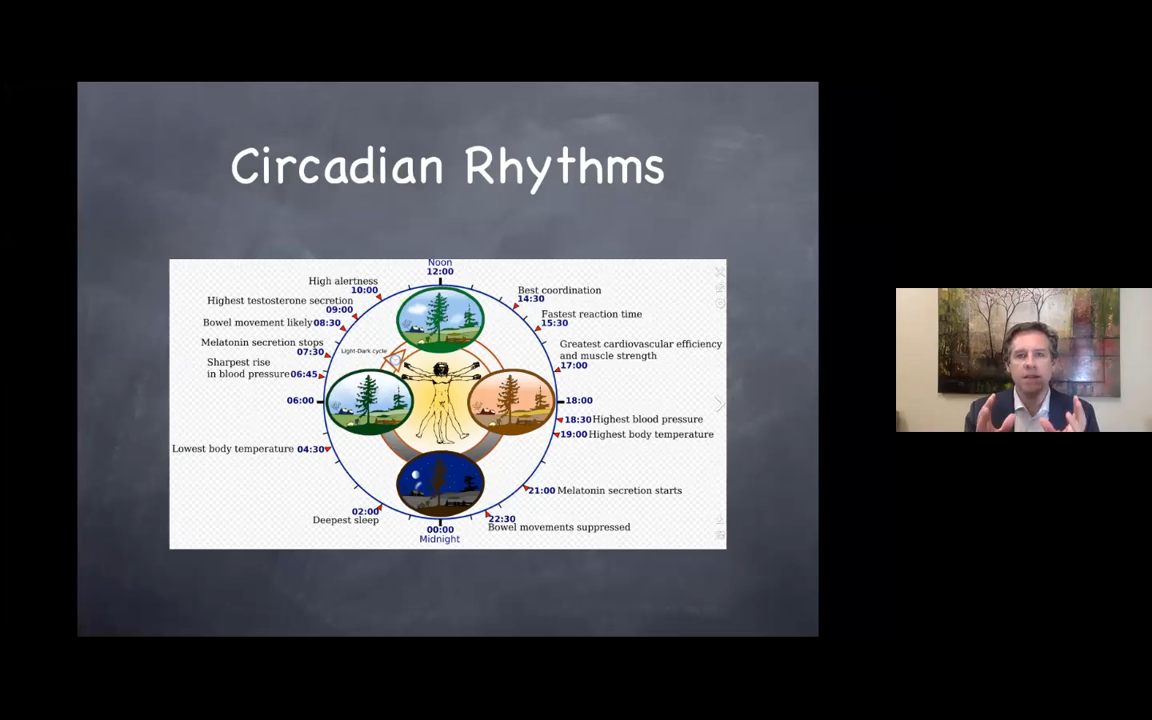 Circadian Rhythms
Noon
12:00
High alertness
10:00
Highest testosterone secretion
09:00
Bowel movement likely 08:30
Melatonin secretion stops
07:30
Light-Dark cycle
Sharpest rise
in blood pressure 06:45
06:00
Lowest body temperature 04:30
02:00
Deepest sleep
00:00
Midnight
Best coordination
14:30
Fastest reaction time
15:30
Greatest cardiovascular efficiency
and muscle strength
17:00
18:00
18:30 Highest blood pressure
19:00 Highest body temperature
21:00 Melatonin secretion starts
22:30
Bowel movements suppressed